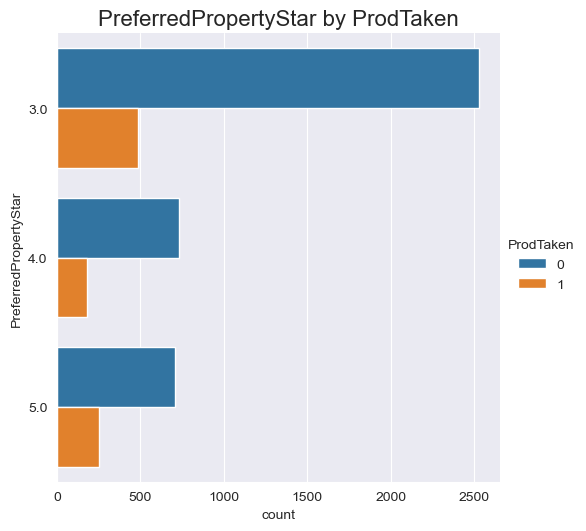 PreferredPropertyStar by ProdTaken
PreferredPropertyStar
3.0
4.0
5.0
0 500 1000 1500 2000 2500
count
ProdTaken
0
1